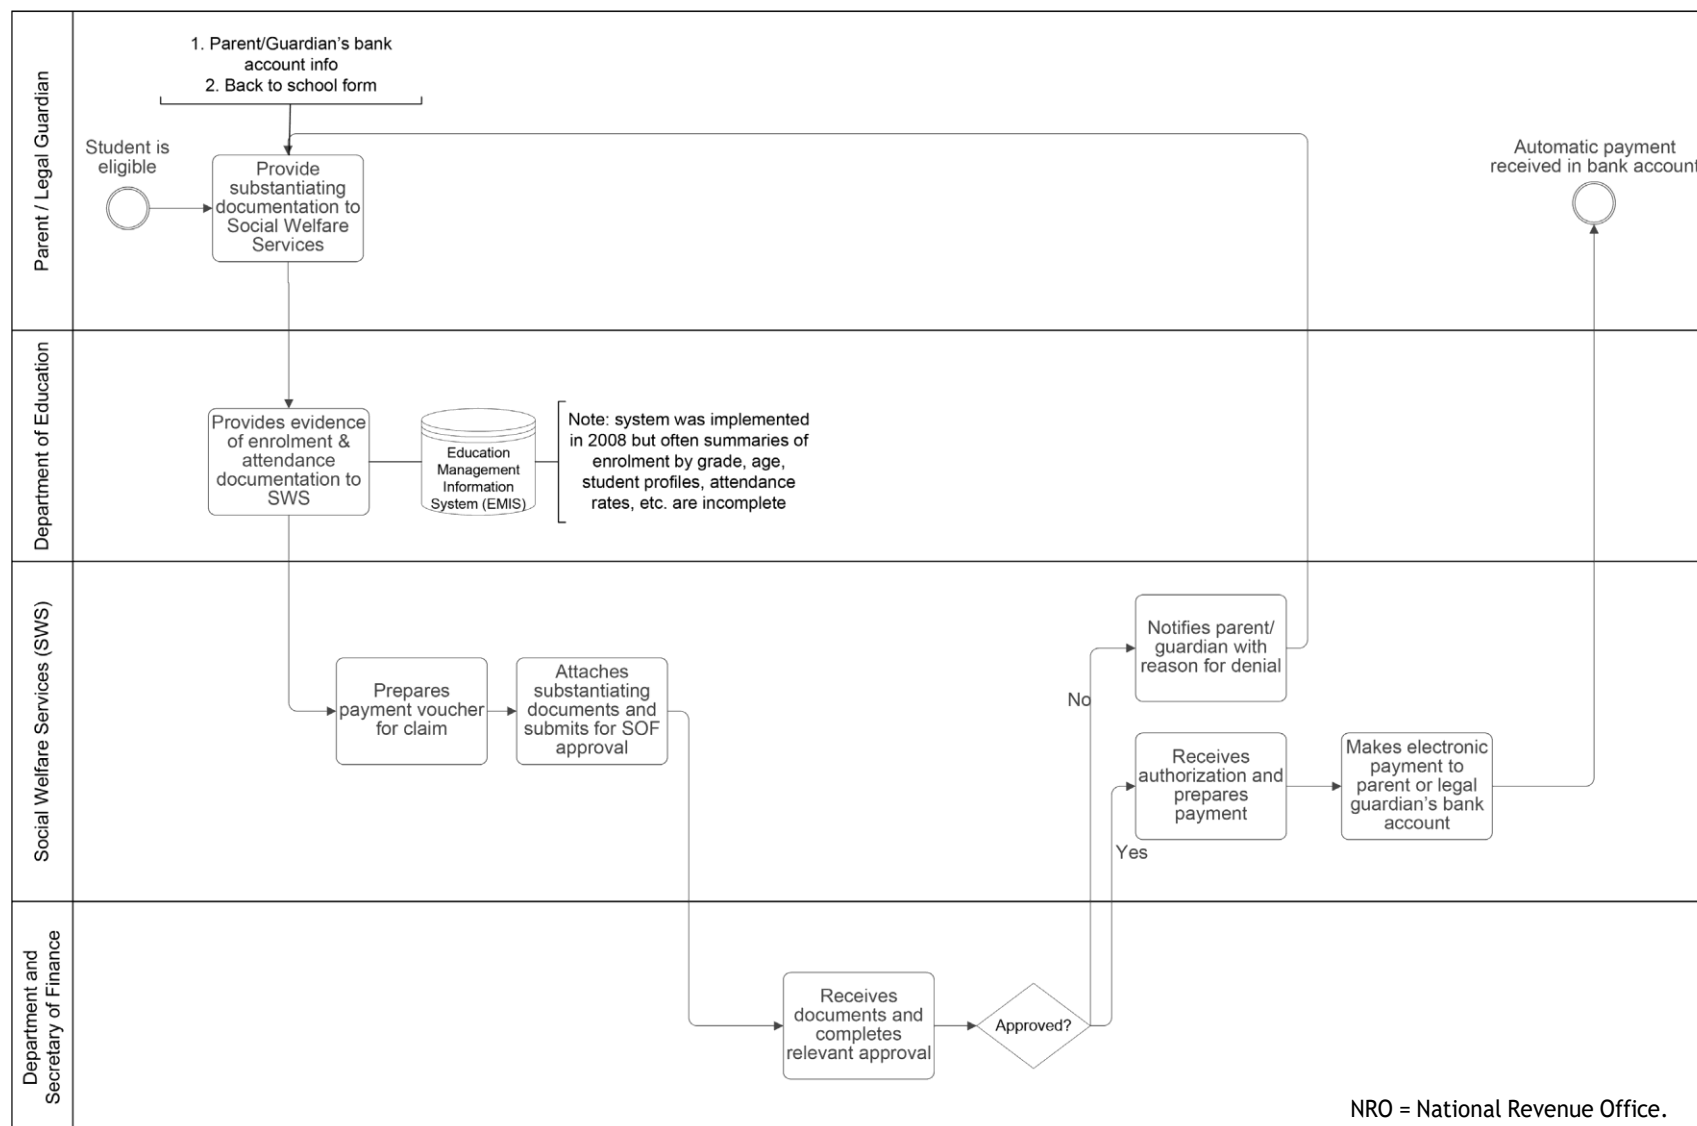 Parent / Legal Guardian
1. Parent/Guardian’s bank
account info
2. Back to school form
Student is
eligible
Provide
substantiating
documentation to
Social Welfare
Services
Automatic payment
received in bank account
Department of Education
Provides evidence
of enrolment &
attendance
documentation to
SWS
Education
Management
Information
System (EMIS)
Note: system was implemented
in 2008 but often summaries of
enrolment by grade, age,
student profiles, attendance
rates, etc. are incomplete
Social Welfare Services (SWS)
Prepares
payment voucher
for claim
Attaches
substantiating
documents and
submits for SOF
approval
No
Notifies parent/
guardian with
reason for denial
Yes
Receives
authorization and
prepares
payment
Makes electronic
payment to
parent or legal
guardian’s bank
account
Department and
Secretary of Finance
Receives
documents and
completes
relevant approval
Approved?
NRO = National Revenue Office.